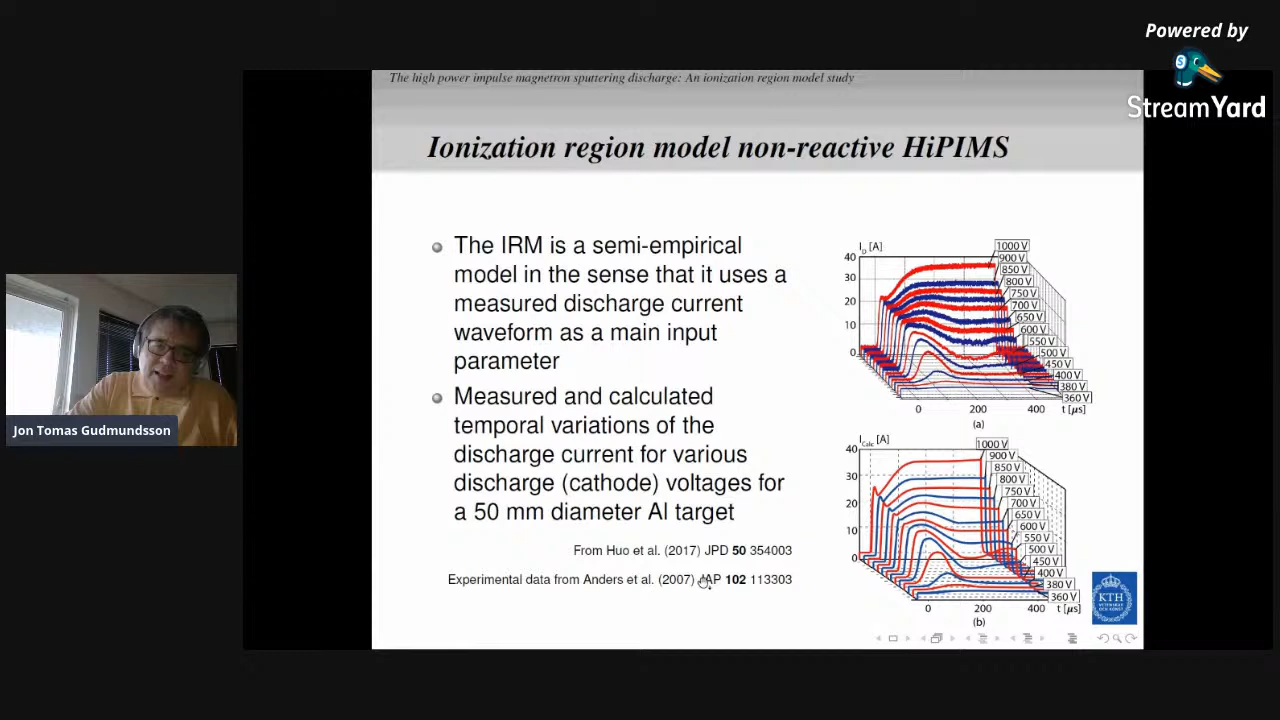 Powered by
StreamYard
The high power impulse magnetron sputtering discharge: An ionization region model study
Ionization region model non-reactive HiPIMS
The IRM is a semi-empirical
model in the sense that it uses a
measured discharge current
waveform as a main input
parameter
Measured and calculated
temporal variations of the
discharge current for various
discharge (cathode) voltages for
a 50 mm diameter Al target
From Huo et al. (2017) JPD 50 354003
Experimental data from Anders et al. (2007) JAP 102 113303
I_D [A]
40
30
20
10
0
1000 V
900 V
850 V
800 V
750 V
700 V
650 V
600 V
550 V
500 V
450 V
400 V
380 V
360 V
0 200 400 t [μs]
(a)
I_Calc [A]
40
30
20
10
0
1000 V
900 V
850 V
800 V
750 V
700 V
650 V
600 V
550 V
500 V
450 V
400 V
380 V
360 V
0 200 400 t [μs]
(b)
KTH
VETENSKAP
OCH KONST
Jon Tomas Gudmundsson